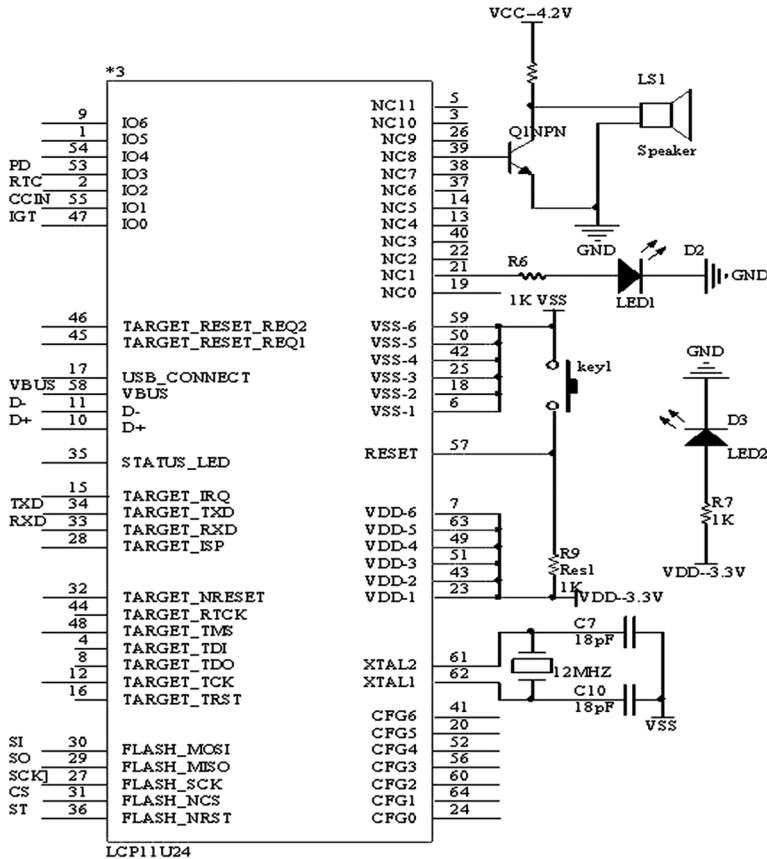 VCC-4.2V
*3
LS1
Speaker
Q1NPN
GND
9 IO6
1 IO5
54 IO4
PD 53 IO3
RTC 2 IO2
CCIN 55 IO1
IGT 47 IO0
NC11 5
NC10 3
NC9 26
NC8 39
NC7 38
NC6 37
NC5 14
NC4 13
NC3 40
NC2 22
NC1 21
NC0 19
R6
1K
LED1
D2
GND
VSS
46 TARGET_RESET_REQ2
45 TARGET_RESET_REQ1
17 USB_CONNECT
VBUS 58 VBUS
D- 11 D-
D+ 10 D+
35 STATUS_LED
VSS-6 59
VSS-5 50
VSS-4 42
VSS-3 25
VSS-2 18
VSS-1 6
key1
RESET 57
GND
D3
LED2
R7
1K
VDD--3.3V
15 TARGET_IRQ
TXD 34 TARGET_TXD
RXD 33 TARGET_RXD
28 TARGET_ISP
VDD-6 7
VDD-5 63
VDD-4 49
VDD-3 51
VDD-2 43
VDD-1 23
R9
Res1
1K
VDD--3.3V
32 TARGET_NRESET
44 TARGET_RTCK
48 TARGET_TMS
4 TARGET_TDI
8 TARGET_TDO
12 TARGET_TCK
16 TARGET_TRST
XTAL2 61
XTAL1 62
12MHZ
C7
18pF
C10
18pF
VSS
CFG6 41
CFG5 20
CFG4 52
CFG3 56
CFG2 60
CFG1 64
CFG0 24
SI 30 FLASH_MOSI
SO 29 FLASH_MISO
SCK] 27 FLASH_SCK
CS 31 FLASH_NCS
ST 36 FLASH_NRST
LCP11U24